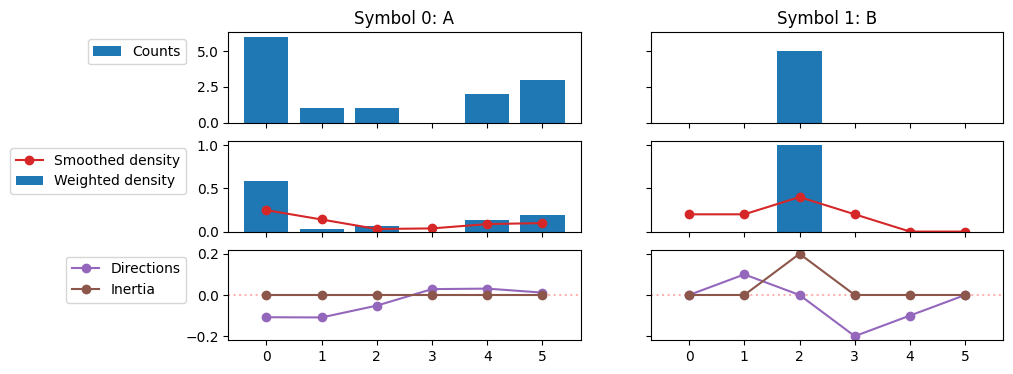 Symbol 0: A
Symbol 1: B
Counts
5.0
2.5
0.0
Smoothed density
Weighted density
1.0
0.5
0.0
Directions
Inertia
0.2
0.0
−0.2
0 1 2 3 4 5
0 1 2 3 4 5